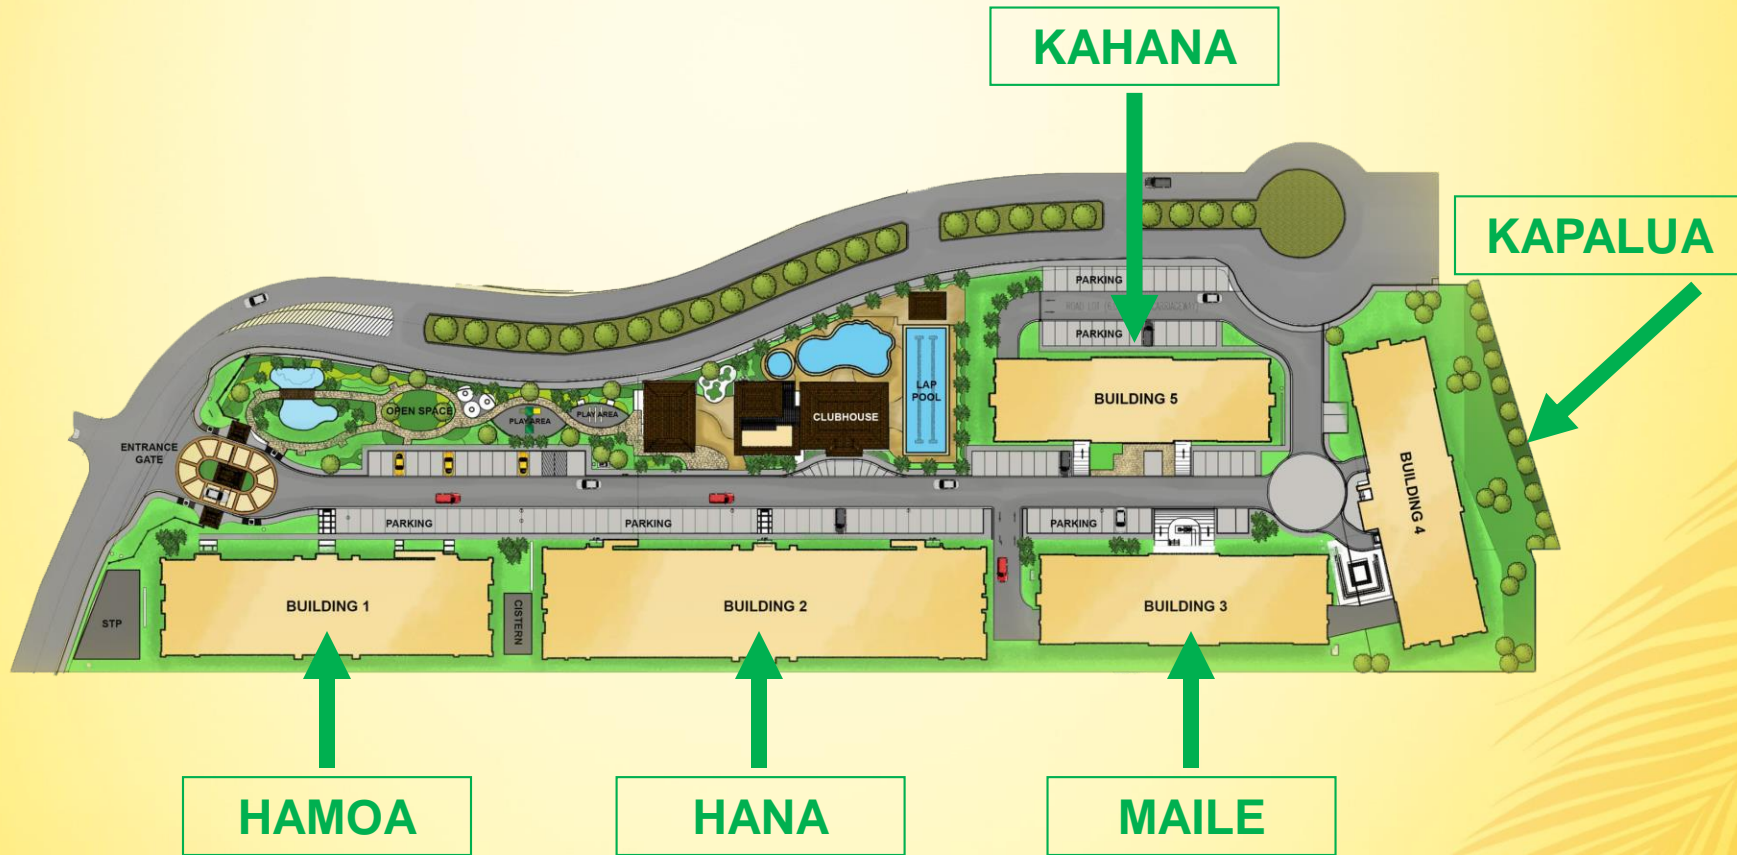 KAHANA
KAPALUA
PARKING
PARKING
BUILDING 5
LAP
POOL
CLUBHOUSE
OPEN SPACE
PLAY AREA
PLAY AREA
ENTRANCE
GATE
BUILDING 4
PARKING
PARKING
PARKING
STP
BUILDING 1
CISTERN
BUILDING 2
BUILDING 3
HAMOA
HANA
MAILE